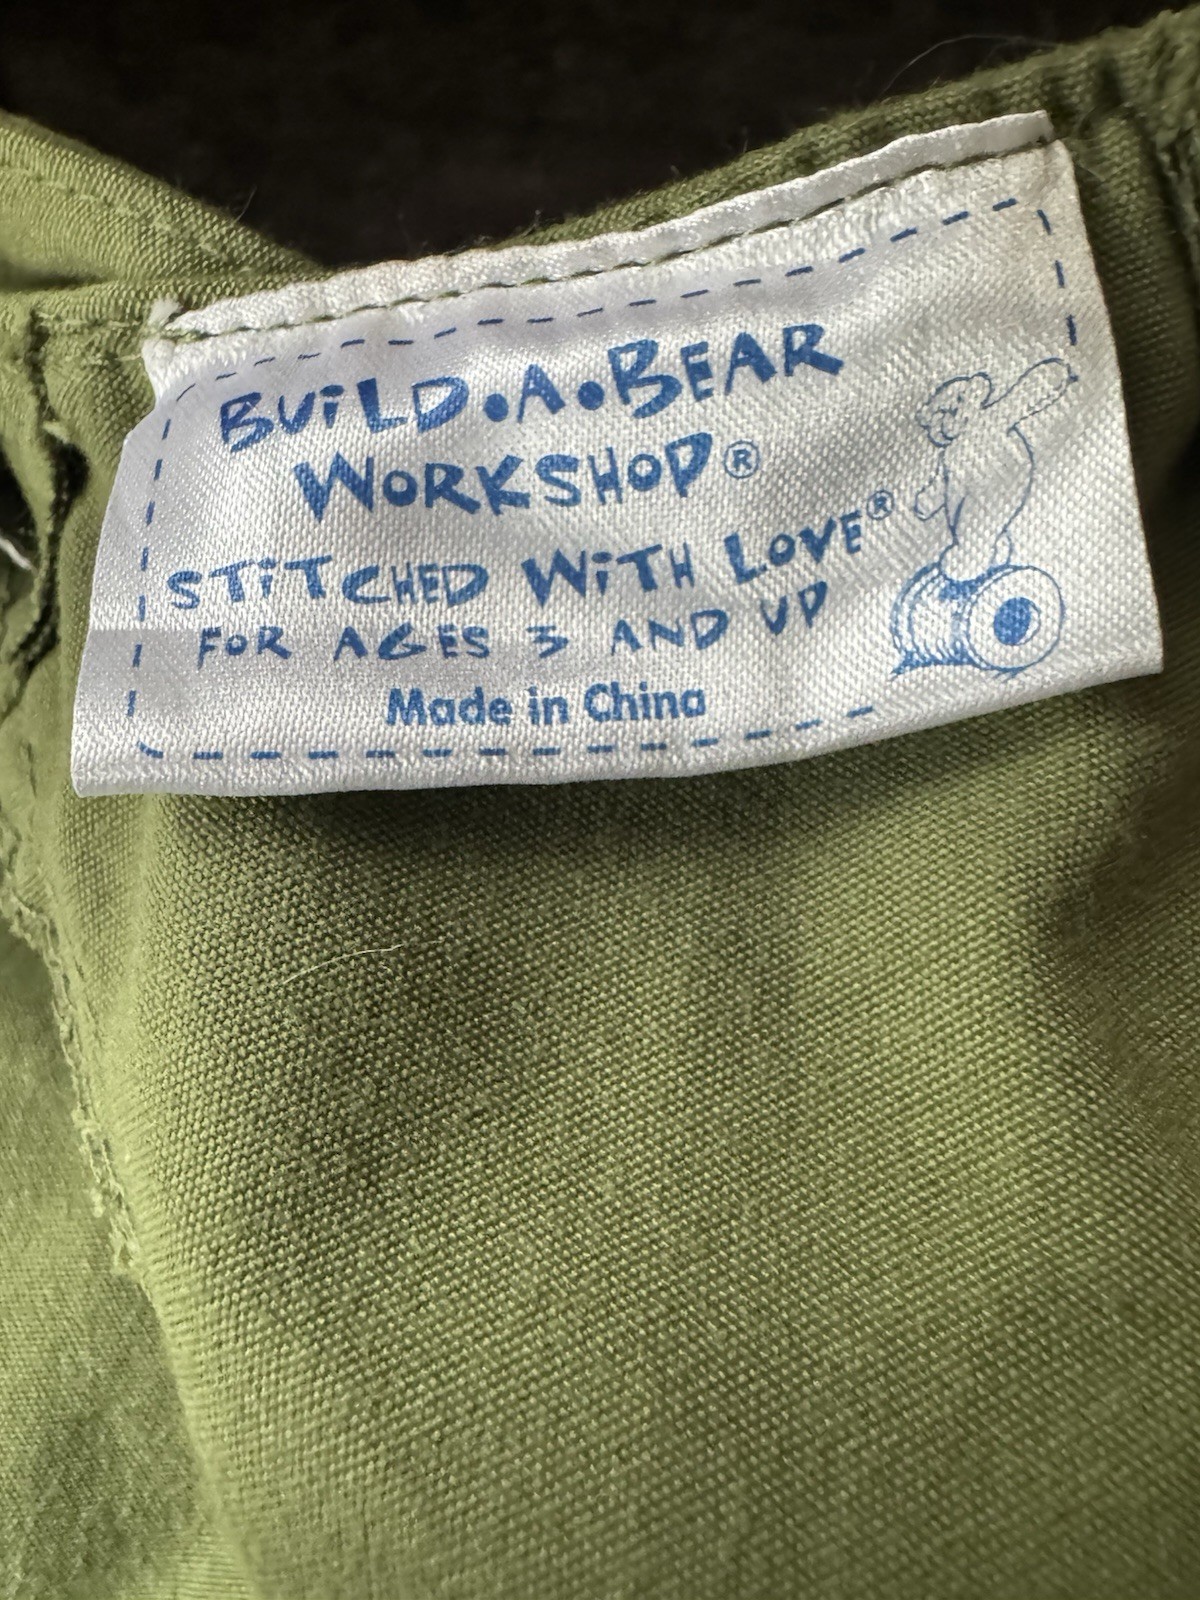 BUiLD•A•BEAR
WORKSHOP®
STiTCHED WiTH LOVE®
FOR AGES 3 AND UP
Made in China